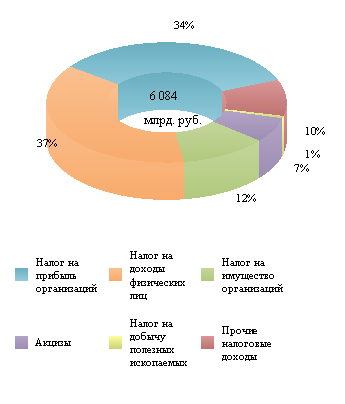 34%
6 084
млрд. руб.
10%
1%
7%
12%
37%
Налог на
прибыль
организаций
Налог на
доходы
физических
лиц
Налог на
имущество
организаций
Акцизы
Налог на
добычу
полезных
ископаемых
Прочие
налоговые
доходы